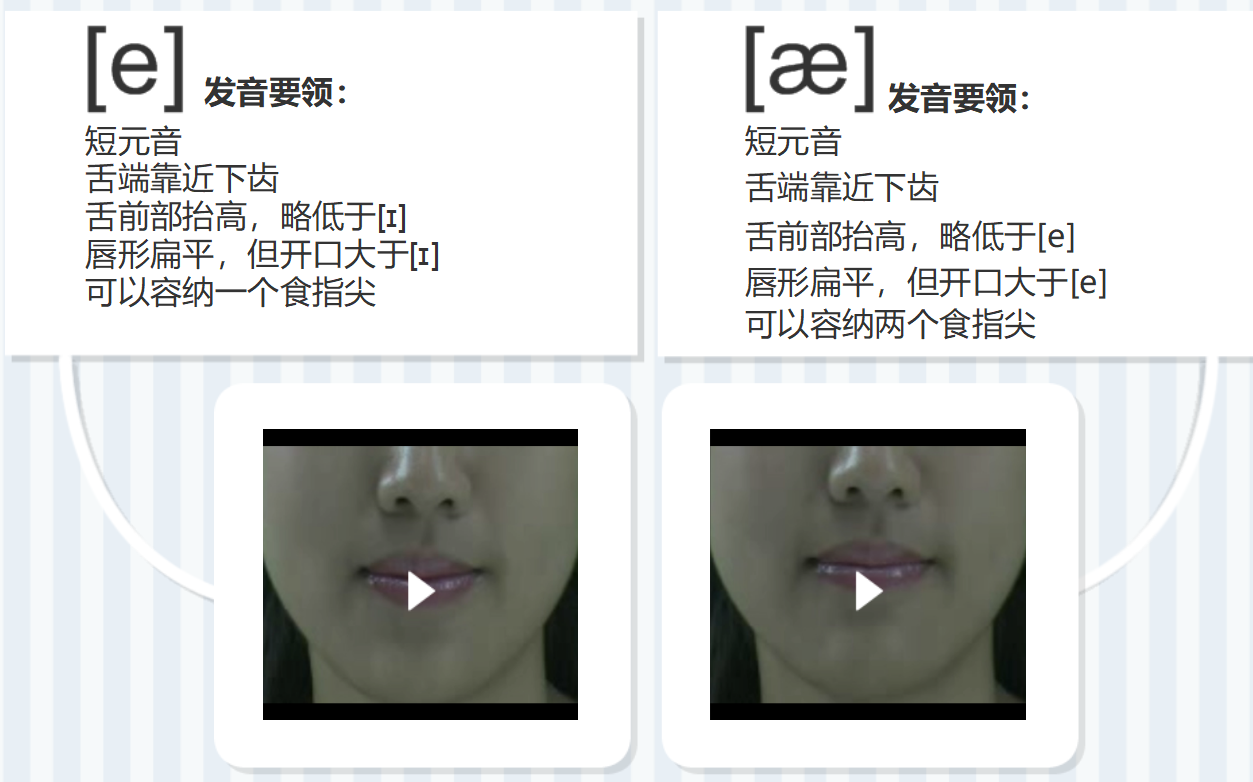 [e] 发音要领：
短元音
舌端靠近下齿
舌前部抬高，略低于[ɪ]
唇形扁平，但开口大于[ɪ]
可以容纳一个食指尖
[æ] 发音要领：
短元音
舌端靠近下齿
舌前部抬高，略低于[e]
唇形扁平，但开口大于[e]
可以容纳两个食指尖